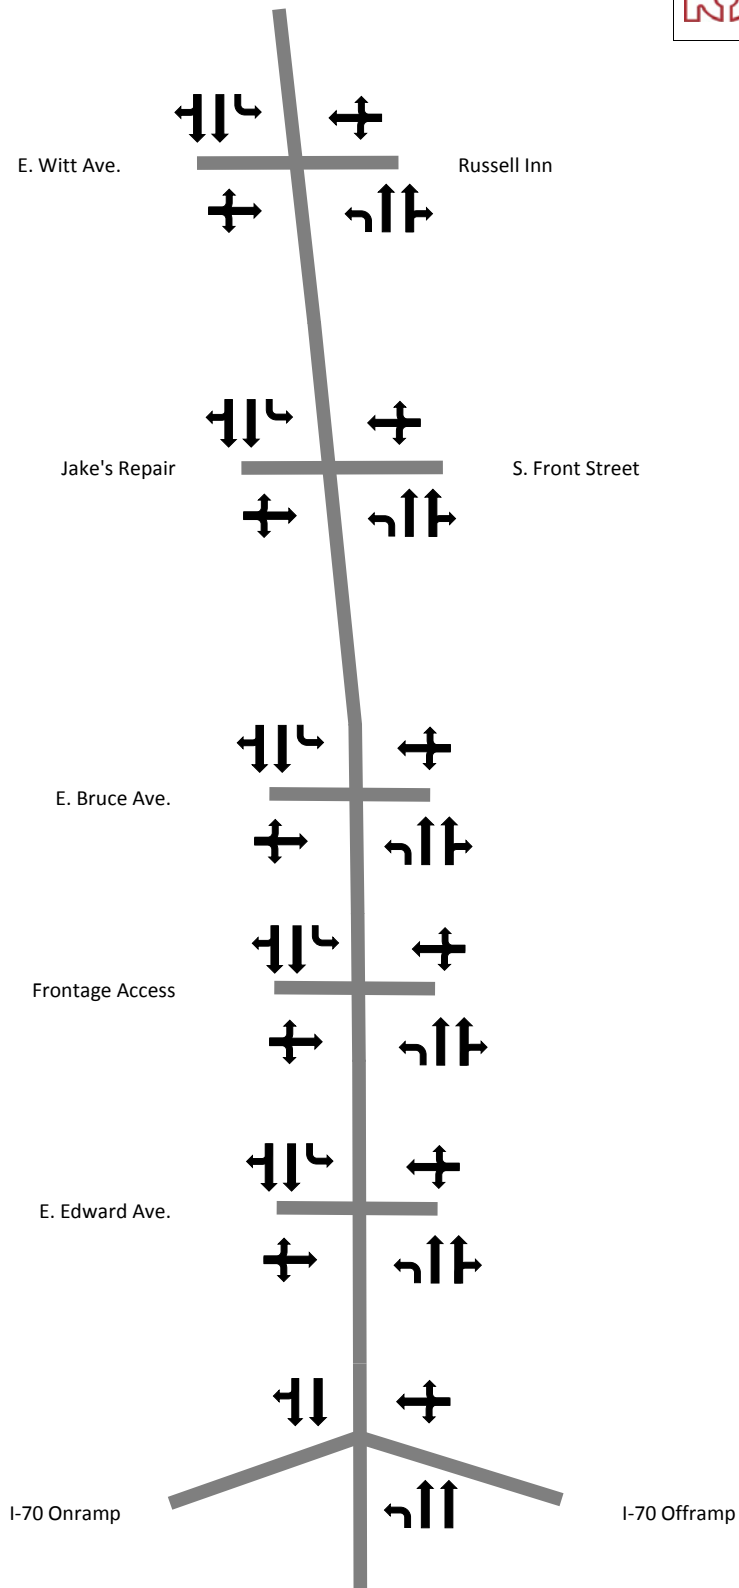 E. Witt Ave.
Russell Inn
Jake's Repair
S. Front Street
E. Bruce Ave.
Frontage Access
E. Edward Ave.
I-70 Onramp
I-70 Offramp